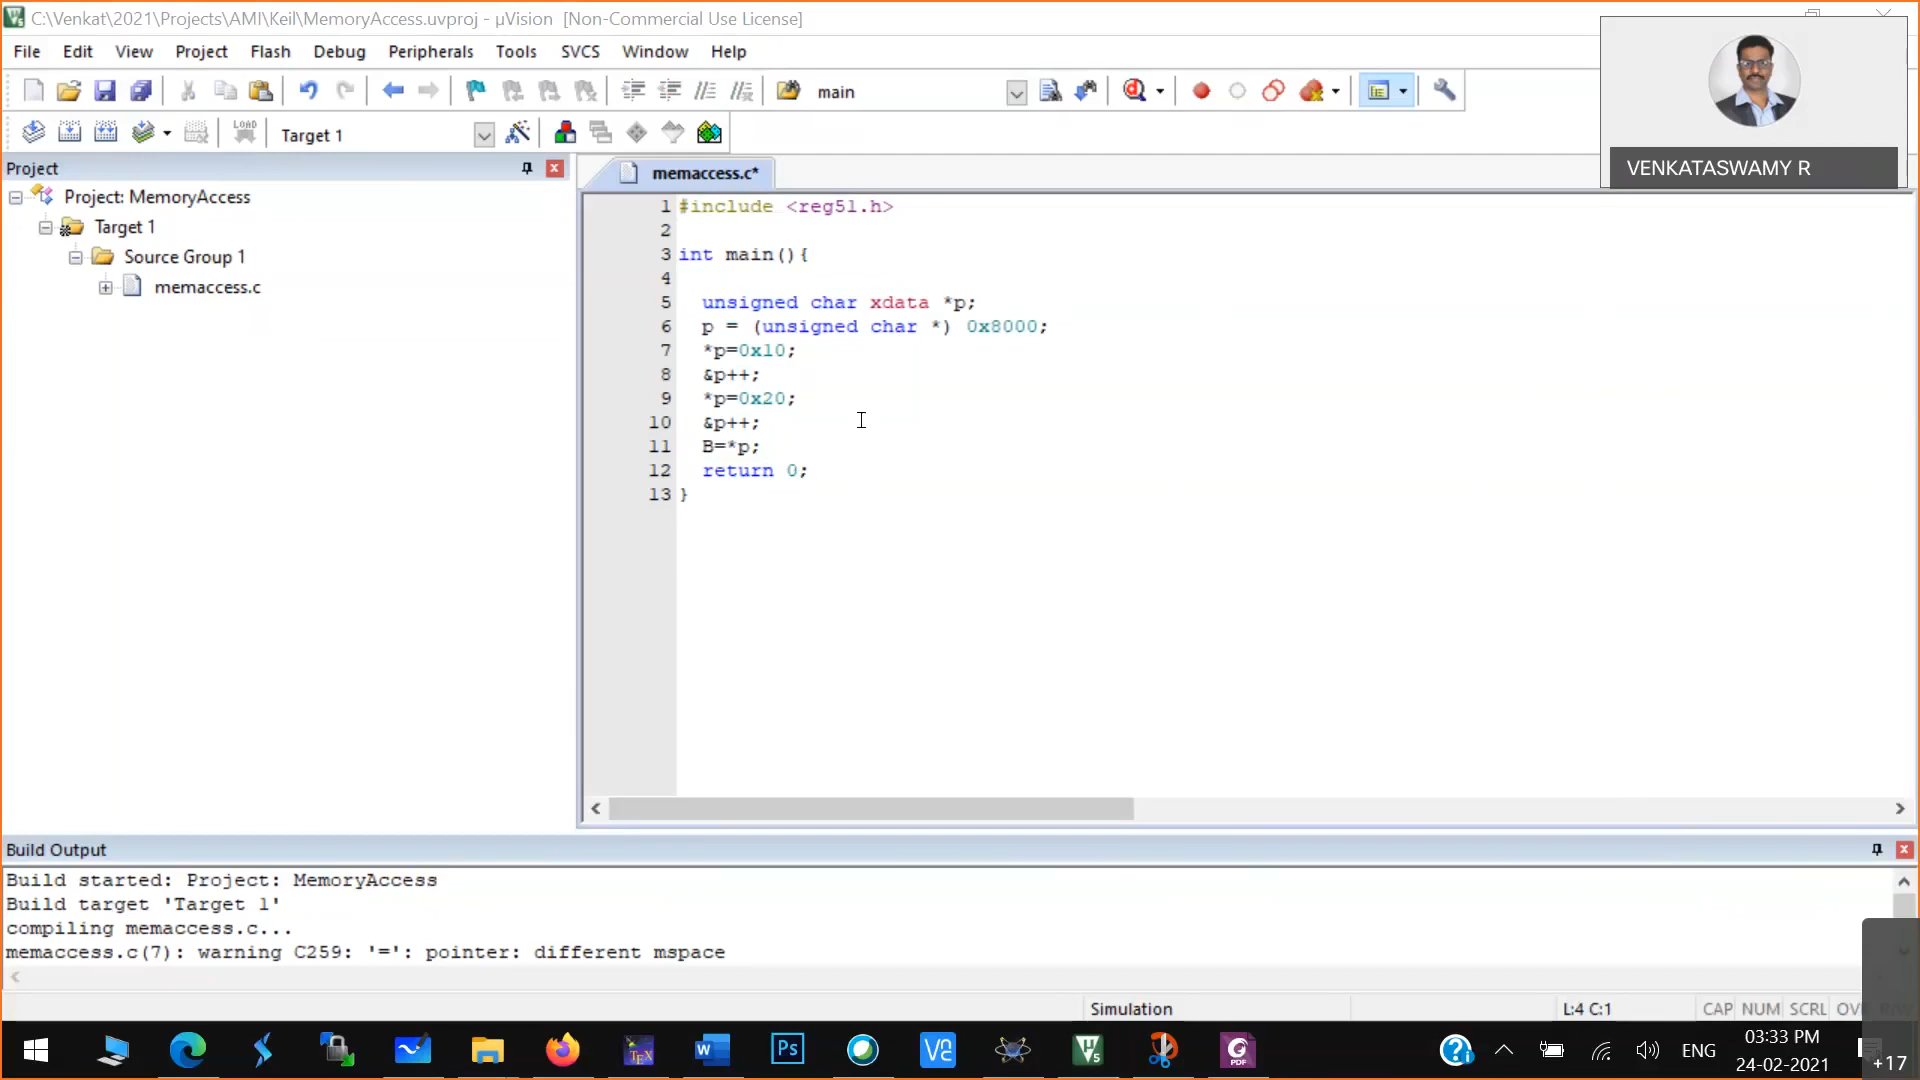 C:\Venkat\2021\Projects\AMI\Keil\MemoryAccess.uvproj - µVision [Non-Commercial Use License]
File Edit View Project Flash Debug Peripherals Tools SVCS Window Help
main
LOAD
Target 1
VENKATASWAMY R
Project
Project: MemoryAccess
Target 1
Source Group 1
memaccess.c
memaccess.c*
1 #include <reg51.h>
2
3 int main(){
4
5 unsigned char xdata *p;
6 p = (unsigned char *) 0x8000;
7 *p=0x10;
8 &p++;
9 *p=0x20;
10 &p++;
11 B=*p;
12 return 0;
13 }
Build Output
Build started: Project: MemoryAccess
Build target 'Target 1'
compiling memaccess.c...
memaccess.c(7): warning C259: '=': pointer: different mspace
Simulation
L:4 C:1
CAP NUM SCRL
TEX
W
Ps
V2
PDF
ENG
03:33 PM
24-02-2021
+17